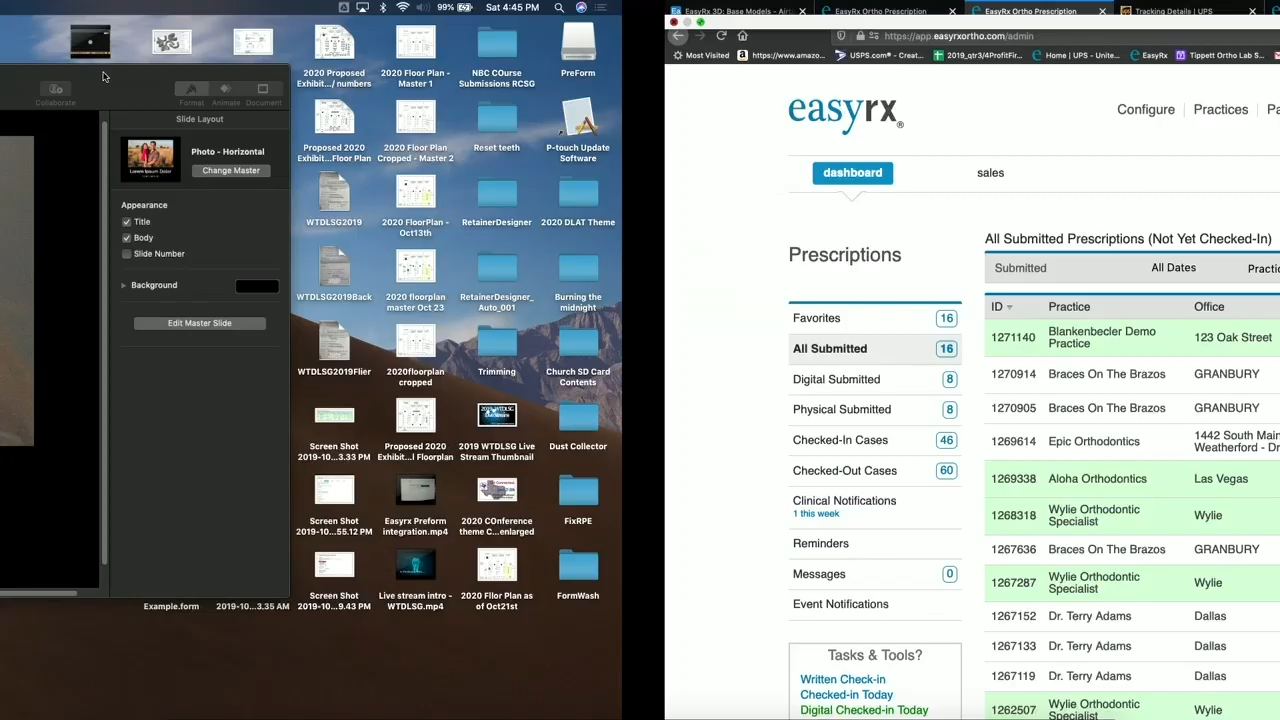 99% Sat 4:45 PM
Collaborate
Format Animate Document
Slide Layout
Photo - Horizontal
Lorem Ipsum Dolor
Change Master
Appearance
Title
Body
Slide Number
Background
Edit Master Slide
2020 Proposed
Exhibit.../ numbers
2020 Floor Plan -
Master 1
NBC COurse
Submissions RCSG
PreForm
Proposed 2020
Exhibit...Floor Plan
2020 Floor Plan
Cropped - Master 2
Reset teeth
P-touch Update
Software
WTDLSG2019
2020 FloorPlan -
Oct13th
RetainerDesigner
2020 DLAT Theme
WTDLSG2019Back
2020 floorplan
master Oct 23
RetainerDesigner_
Auto_001
Burning the
midnight
WTDLSG2019Flier
2020floorplan
cropped
Trimming
Church SD Card
Contents
Screen Shot
2019-10...3.33 PM
Proposed 2020
Exhibit...l Floorplan
2019 WTDLSG Live
Stream Thumbnail
Dust Collector
Screen Shot
2019-10...55.12 PM
Easyrx Preform
integration.mp4
2020 COnference
theme C...enlarged
FixRPE
Example.form
2019-10...3.35 AM
Screen Shot
2019-10...9.43 PM
Live stream intro -
WTDLSG.mp4
2020 Fllor Plan as
of Oct21st
FormWash
EasyRx 3D: Base Models - Air
EasyRx Ortho Prescription
EasyRx Ortho Prescription
Tracking Details | UPS
https://app.easyrxortho.com/admin
Most Visited
https://www.amazo...
USPS.com® - Creat...
2019_qtr3/4ProfitFir...
Home | UPS - Unite...
EasyRx
Tippett Ortho Lab S...
easyrx®
Configure
Practices
Pa
dashboard
sales
Prescriptions
Favorites 16
All Submitted 16
Digital Submitted 8
Physical Submitted 8
Checked-In Cases 46
Checked-Out Cases 60
Clinical Notifications
1 this week
Reminders
Messages 0
Event Notifications
Tasks & Tools?
Written Check-in
Checked-in Today
Digital Checked-in Today
All Submitted Prescriptions (Not Yet Checked-In)
Submitted All Dates Practic
ID Practice Office
1271140 Blankenbecler Demo Practice 123 Oak Street
1270914 Braces On The Brazos GRANBURY
1270905 Braces On The Brazos GRANBURY
1269614 Epic Orthodontics 1442 South Main
Weatherford - Dr
1269338 Aloha Orthodontics Las Vegas
1268318 Wylie Orthodontic Specialist Wylie
1267636 Braces On The Brazos GRANBURY
1267287 Wylie Orthodontic Specialist Wylie
1267152 Dr. Terry Adams Dallas
1267133 Dr. Terry Adams Dallas
1267119 Dr. Terry Adams Dallas
1262507 Wylie Orthodontic Specialist Wylie